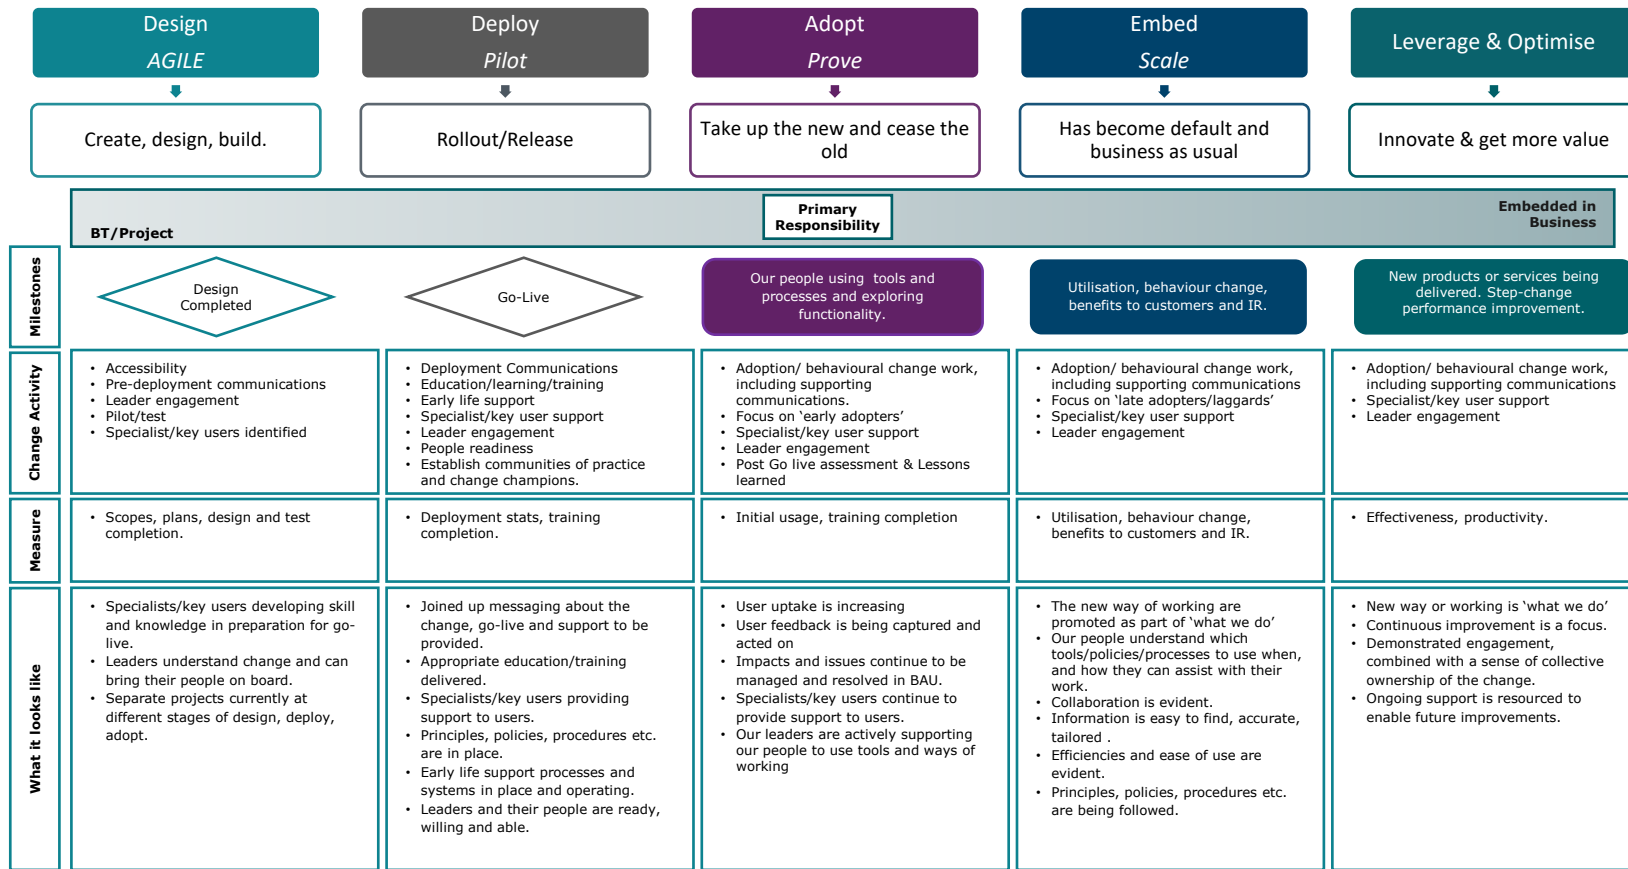 Design
AGILE
Deploy
Pilot
Adopt
Prove
Embed
Scale
Leverage & Optimise
Create, design, build.
Rollout/Release
Take up the new and cease the
old
Has become default and
business as usual
Innovate & get more value
BT/Project
Primary
Responsibility
Embedded in
Business
Milestones
Design
Completed
Go-Live
Our people using tools and
processes and exploring
functionality.
Utilisation, behaviour change,
benefits to customers and IR.
New products or services being
delivered. Step-change
performance improvement.
Change Activity
• Accessibility
• Pre-deployment communications
• Leader engagement
• Pilot/test
• Specialist/key users identified
• Deployment Communications
• Education/learning/training
• Early life support
• Specialist/key user support
• Leader engagement
• People readiness
• Establish communities of practice
and change champions.
• Adoption/ behavioural change work,
including supporting
communications.
• Focus on ‘early adopters’
• Specialist/key user support
• Leader engagement
• Post Go live assessment & Lessons
learned
• Adoption/ behavioural change work,
including supporting communications
• Focus on ‘late adopters/laggards’
• Specialist/key user support
• Leader engagement
• Adoption/ behavioural change work,
including supporting communications
• Specialist/key user support
• Leader engagement
Measure
• Scopes, plans, design and test
completion.
• Deployment stats, training
completion.
• Initial usage, training completion
• Utilisation, behaviour change,
benefits to customers and IR.
• Effectiveness, productivity.
What it looks like
• Specialists/key users developing skill
and knowledge in preparation for go-
live.
• Leaders understand change and can
bring their people on board.
• Separate projects currently at
different stages of design, deploy,
adopt.
• Joined up messaging about the
change, go-live and support to be
provided.
• Appropriate education/training
delivered.
• Specialists/key users providing
support to users.
• Principles, policies, procedures etc.
are in place.
• Early life support processes and
systems in place and operating.
• Leaders and their people are ready,
willing and able.
• User uptake is increasing
• User feedback is being captured and
acted on
• Impacts and issues continue to be
managed and resolved in BAU.
• Specialists/key users continue to
provide support to users.
• Our leaders are actively supporting
our people to use tools and ways of
working
• The new way of working are
promoted as part of ‘what we do’
• Our people understand which
tools/policies/processes to use when,
and how they can assist with their
work.
• Collaboration is evident.
• Information is easy to find, accurate,
tailored .
• Efficiencies and ease of use are
evident.
• Principles, policies, procedures etc.
are being followed.
• New way or working is ‘what we do’
• Continuous improvement is a focus.
• Demonstrated engagement,
combined with a sense of collective
ownership of the change.
• Ongoing support is resourced to
enable future improvements.